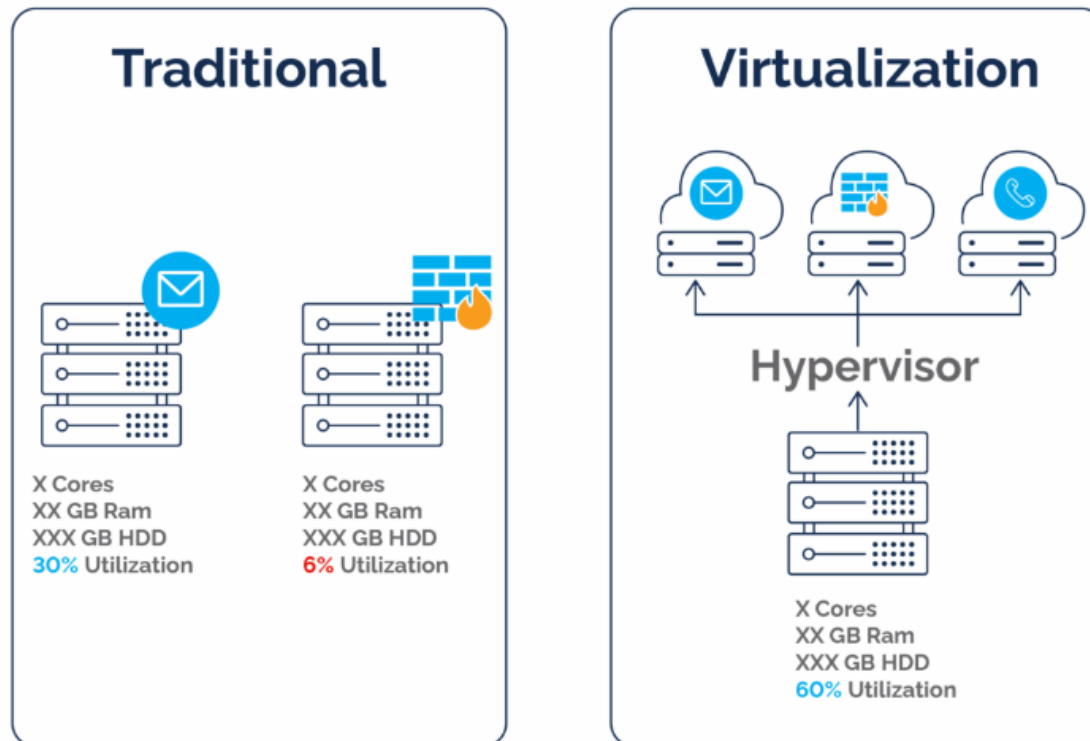 Traditional
X Cores
XX GB Ram
XXX GB HDD
30% Utilization
X Cores
XX GB Ram
XXX GB HDD
6% Utilization
Virtualization
Hypervisor
X Cores
XX GB Ram
XXX GB HDD
60% Utilization